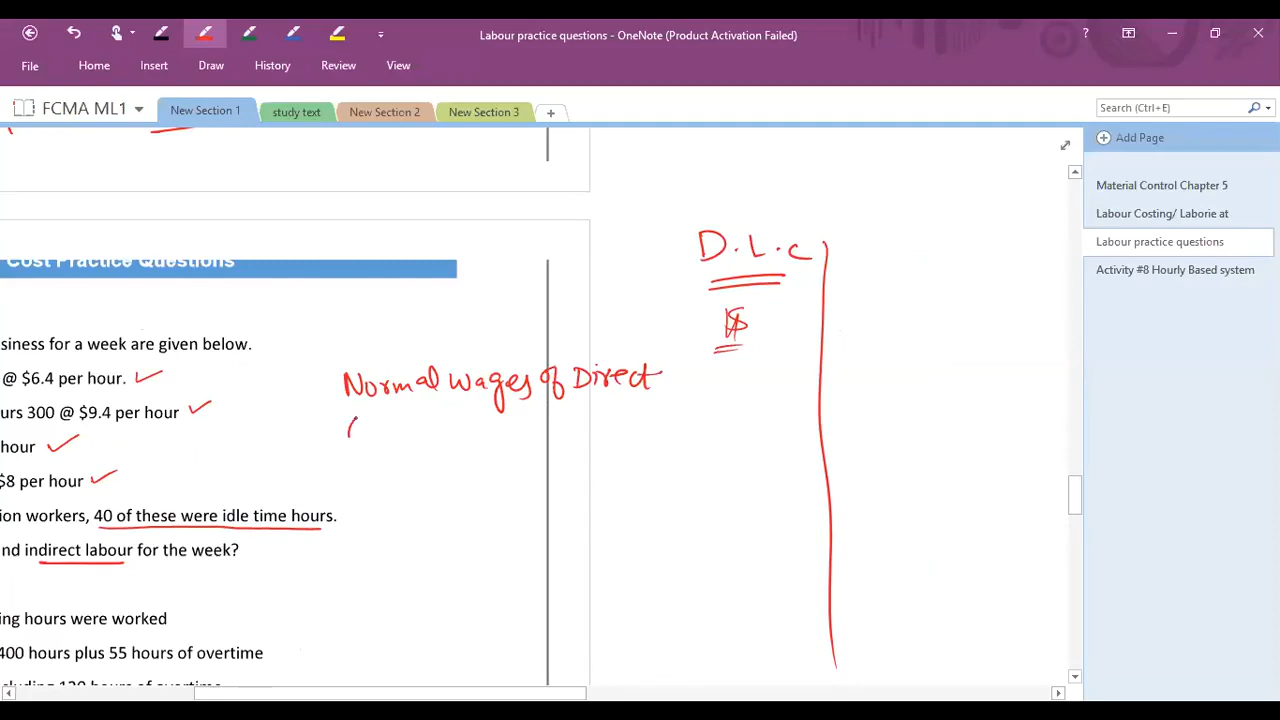 Labour practice questions - OneNote (Product Activation Failed)
?
File
Home
Insert
Draw
History
Review
View
FCMA ML1
New Section 1
study text
New Section 2
New Section 3
+
Search (Ctrl+E)
Add Page
Material Control Chapter 5
Labour Costing/ Laborie at
Labour practice questions
Activity #8 Hourly Based system
Cost Practice Questions
siness for a week are given below.
@ $6.4 per hour.
urs 300 @ $9.4 per hour
hour
$8 per hour
ion workers, 40 of these were idle time hours.
nd indirect labour for the week?
ing hours were worked
400 hours plus 55 hours of overtime
cluding 120 hours of overtime
D.L.C
$
Normal Wages of Direct
(